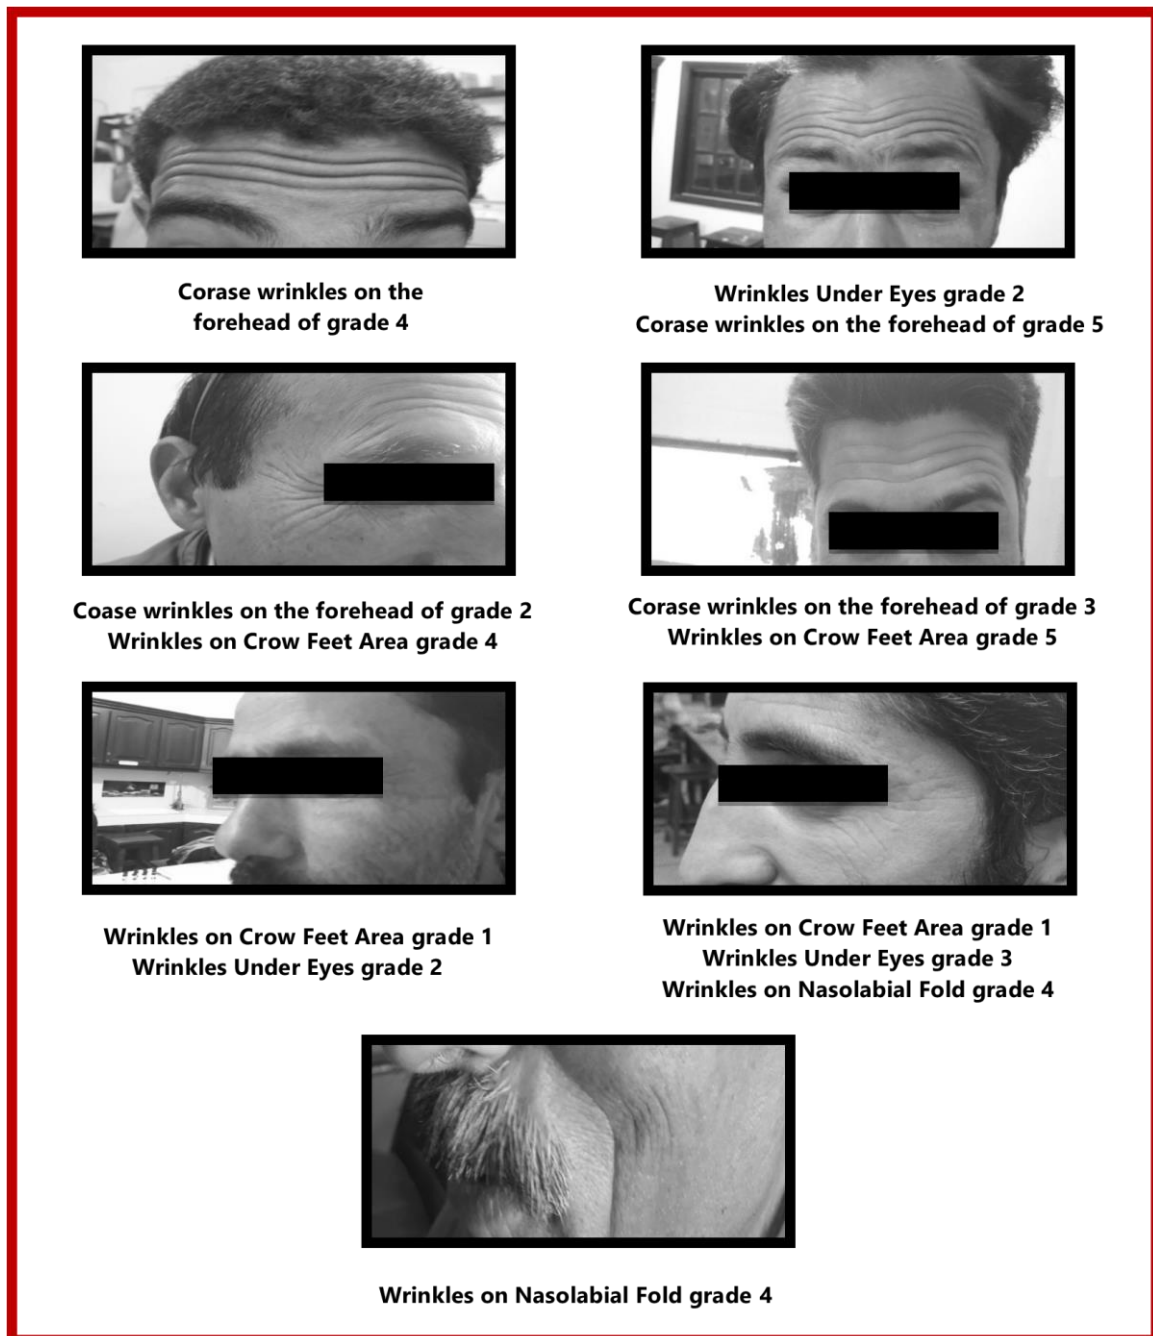 Corase wrinkles on the
forehead of grade 4
Wrinkles Under Eyes grade 2
Corase wrinkles on the forehead of grade 5
Coase wrinkles on the forehead of grade 2
Wrinkles on Crow Feet Area grade 4
Corase wrinkles on the forehead of grade 3
Wrinkles on Crow Feet Area grade 5
Wrinkles on Crow Feet Area grade 1
Wrinkles Under Eyes grade 2
Wrinkles on Crow Feet Area grade 1
Wrinkles Under Eyes grade 3
Wrinkles on Nasolabial Fold grade 4
Wrinkles on Nasolabial Fold grade 4